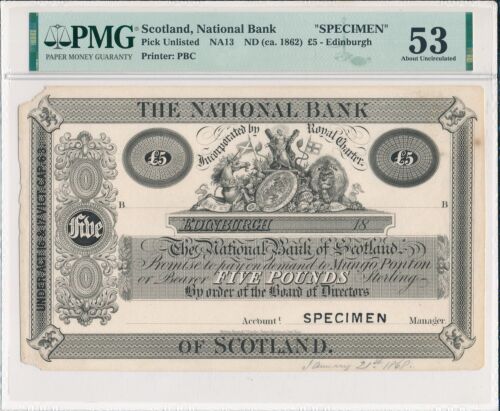 PMG
PAPER MONEY GUARANTY
Scotland, National Bank "SPECIMEN"
Pick Unlisted NA13 ND (ca. 1862) £5 - Edinburgh
Printer: PBC
53
About Uncirculated
THE NATIONAL BANK
Incorporated by Royal Charter.
£5
£5
B
B
UNDER ACT 16 & 17 VICT. CAP. 63.
Five
EDINBURGH 18
The National Bank of Scotland
Promise to pay on demand to Mungo Ponton
or Bearer FIVE POUNDS Sterling
By order of the Board of Directors
Account.t SPECIMEN Manager.
OF SCOTLAND.
January 21st 1868.